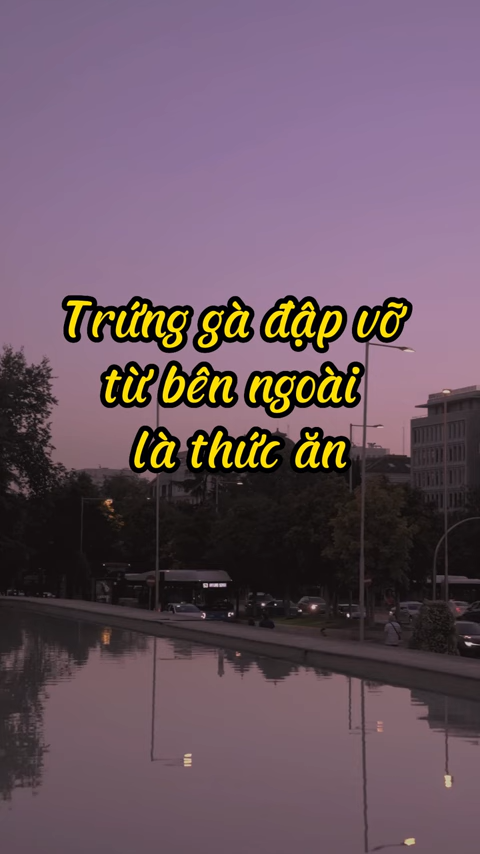 Trứng gà đập vỡ
từ bên ngoài
là thức ăn